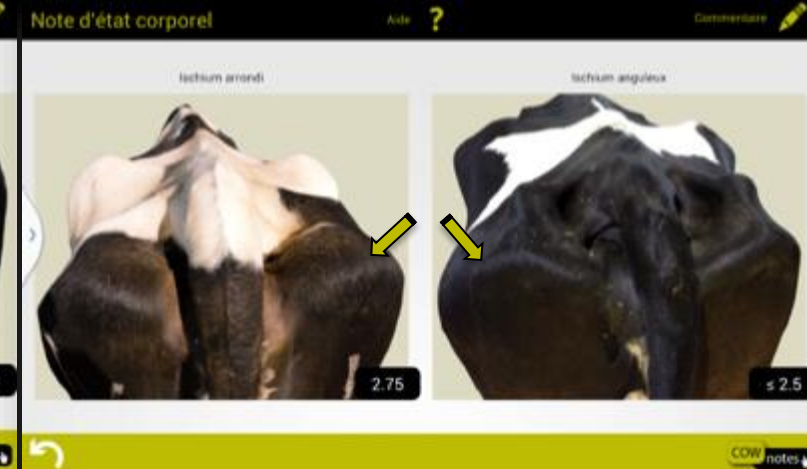 Note d'état corporel
Aide ?
Commentaire
Ischium arrondi
Ischium anguleux
2.75
≤ 2.5
COW notes